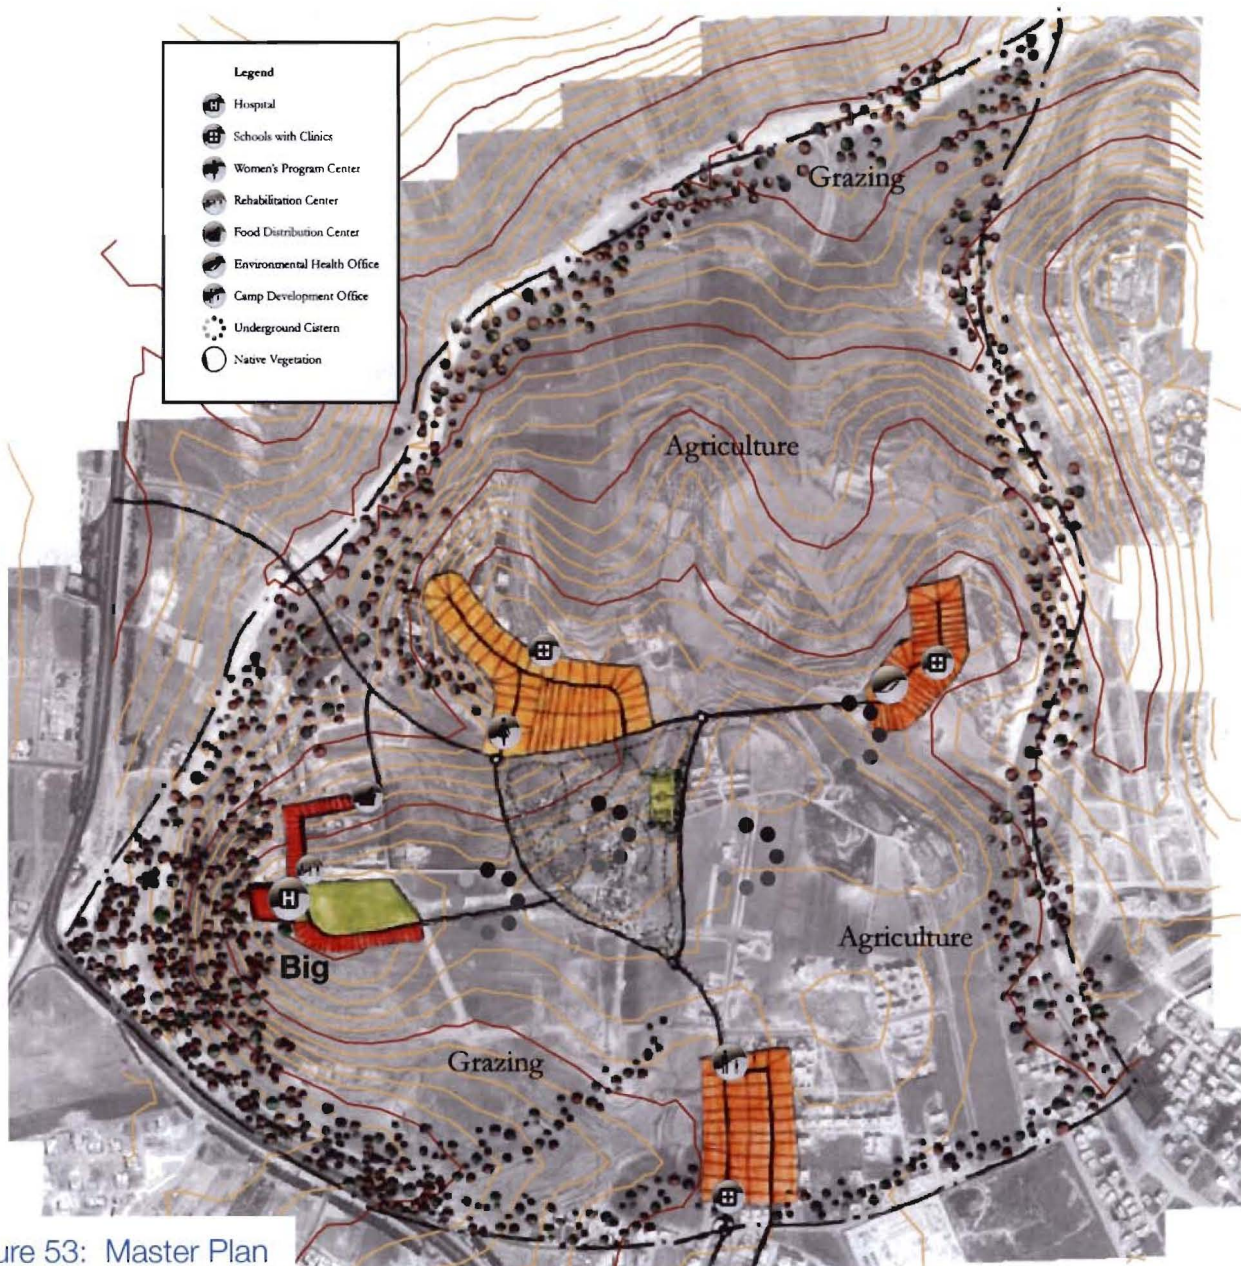 Legend
H Hospital
Schools with Clinics
Women's Program Center
Rehabilitation Center
Food Distribution Center
Environmental Health Office
Camp Development Office
Underground Cistern
Native Vegetation
Grazing
Agriculture
H
Big
Agriculture
Grazing
ure 53: Master Plan